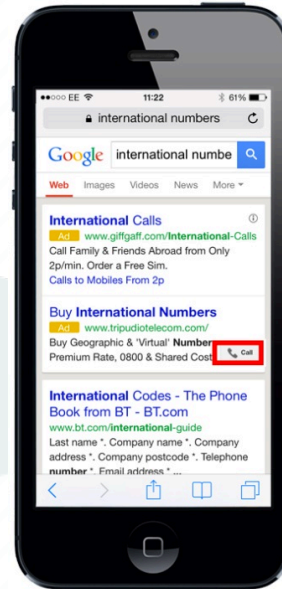 EE 11:22 61%
international numbers
Google international numbe
Web Images Videos News More
International Calls
Ad www.giffgaff.com/International-Calls
Call Family & Friends Abroad from Only
2p/min. Order a Free Sim.
Calls to Mobiles From 2p
Buy International Numbers
Ad www.tripudiotelecom.com/
Buy Geographic & 'Virtual' Number
Premium Rate, 0800 & Shared Cost Call
International Codes - The Phone
Book from BT - BT.com
www.bt.com/international-guide
Last name *. Company name *. Company
address *. Company postcode *. Telephone
number *. Email address * ...